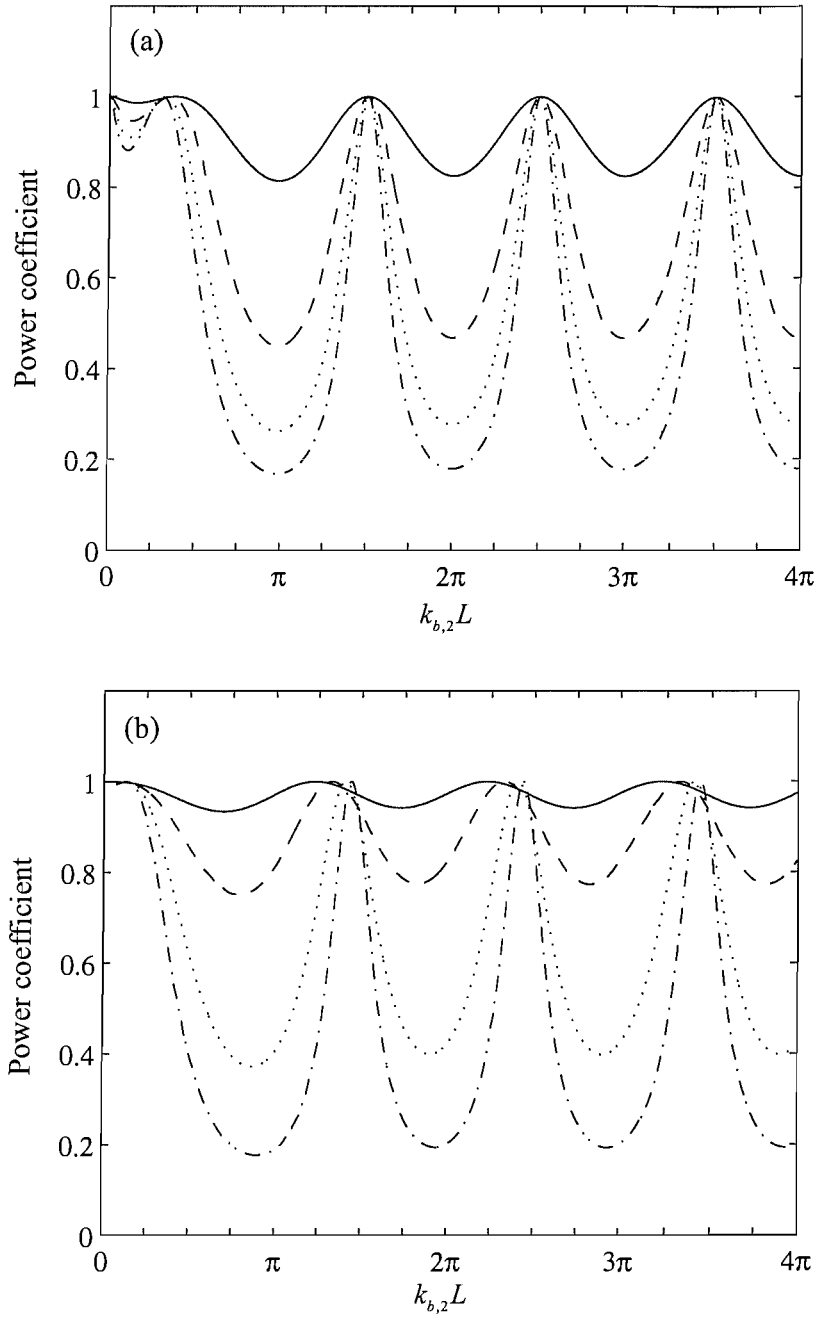 (a)
1
0.8
0.6
0.4
0.2
0
Power coefficient
0 π 2π 3π 4π
k_{b,2}L
(b)
1
0.8
0.6
0.4
0.2
0
Power coefficient
0 π 2π 3π 4π
k_{b,2}L